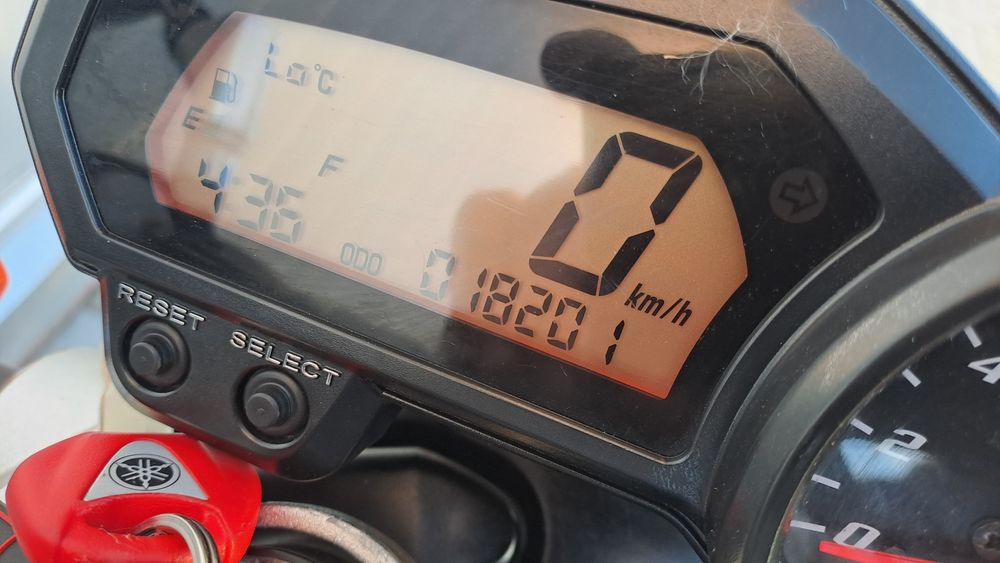 Lo°C
E
F
4:36
0
km/h
ODO 018201
RESET
SELECT
4
2
0